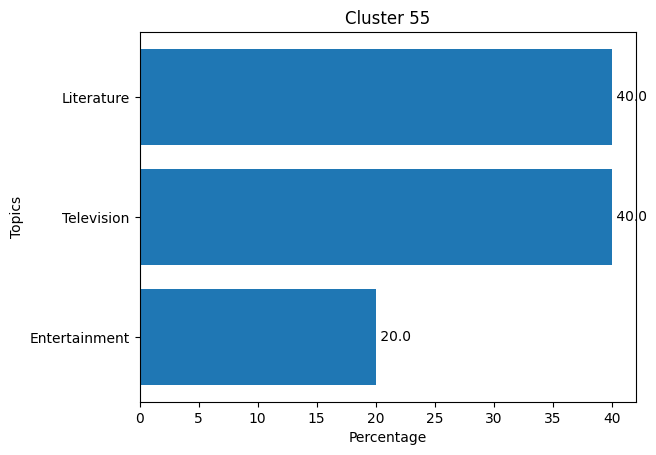 Cluster 55
Topics
Literature
40.0
Television
40.0
Entertainment
20.0
0 5 10 15 20 25 30 35 40
Percentage